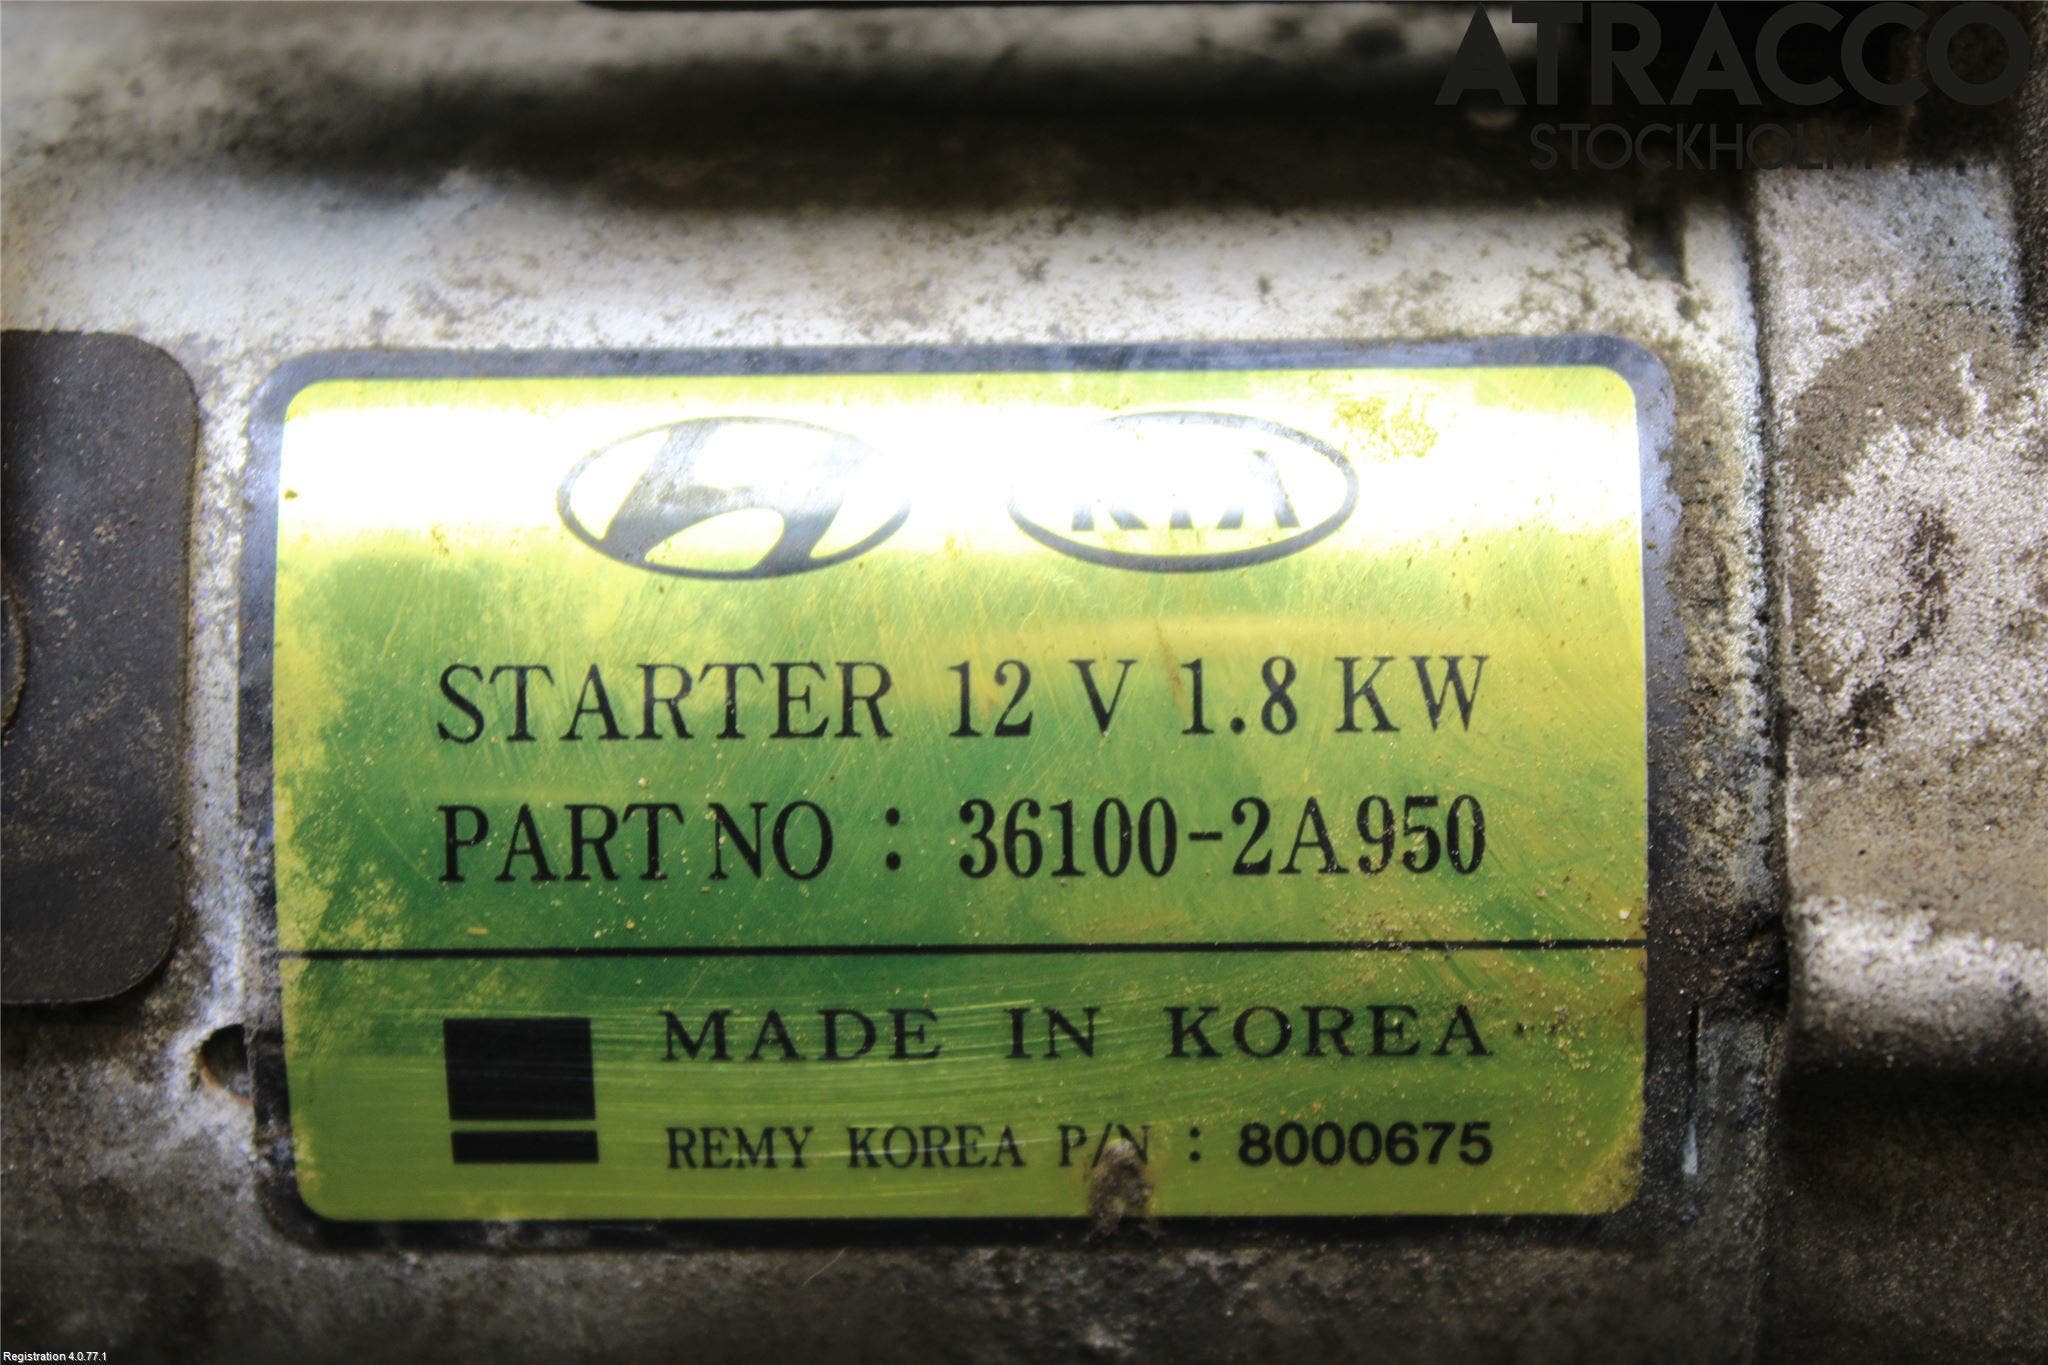 ATRACCO
STOCKHOLM
KIA
STARTER 12 V 1.8 KW
PART NO : 36100-2A950
MADE IN KOREA
REMY KOREA P/N : 8000675
Registration 4.0.77.1